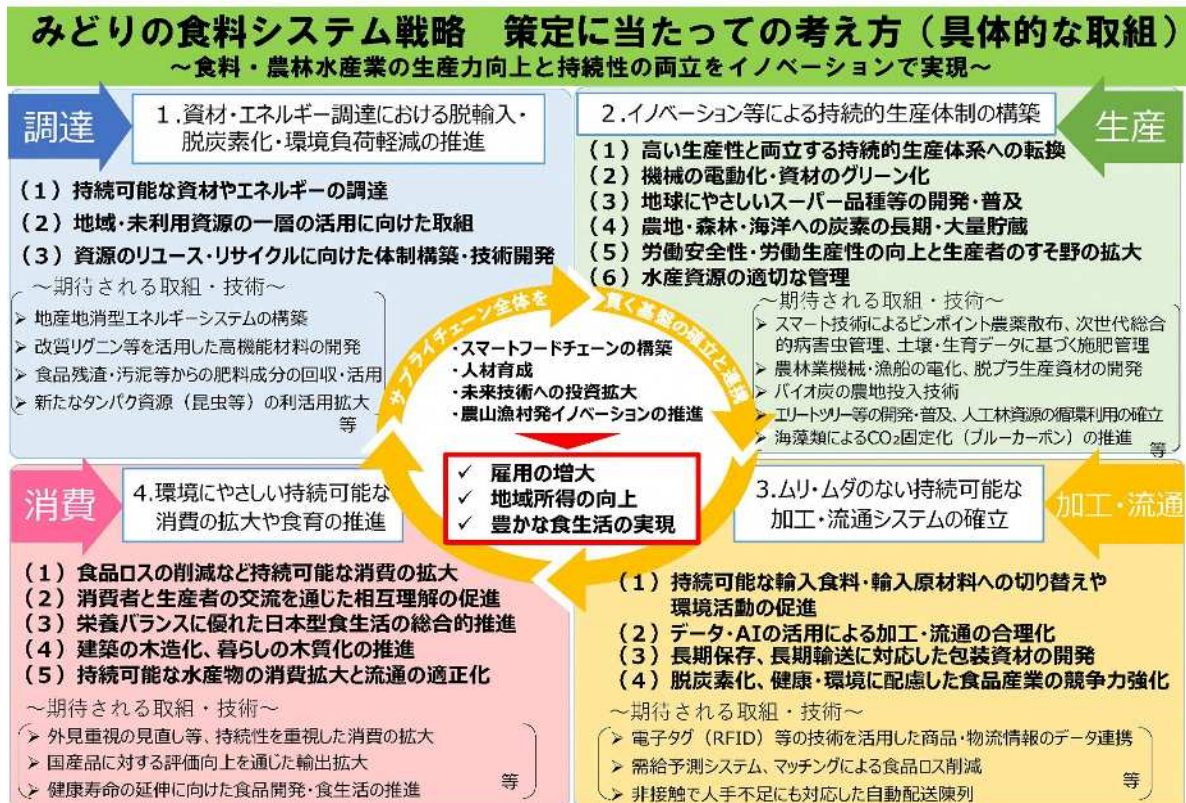 みどりの食料システム戦略 策定に当たっての考え方（具体的な取組）
～食料・農林水産業の生産力向上と持続性の両立をイノベーションで実現～
調達
1.資材・エネルギー調達における脱輸入・
脱炭素化・環境負荷軽減の推進
（1）持続可能な資材やエネルギーの調達
（2）地域・未利用資源の一層の活用に向けた取組
（3）資源のリユース・リサイクルに向けた体制構築・技術開発
～期待される取組・技術～
➢ 地産地消型エネルギーシステムの構築
➢ 改質リグニン等を活用した高機能材料の開発
➢ 食品残渣・汚泥等からの肥料成分の回収・活用
➢ 新たなタンパク資源（昆虫等）の利活用拡大
等
2.イノベーション等による持続的生産体制の構築
生産
（1）高い生産性と両立する持続的生産体系への転換
（2）機械の電動化・資材のグリーン化
（3）地球にやさしいスーパー品種等の開発・普及
（4）農地・森林・海洋への炭素の長期・大量貯蔵
（5）労働安全性・労働生産性の向上と生産者のすそ野の拡大
（6）水産資源の適切な管理
～期待される取組・技術～
➢ スマート技術によるピンポイント農薬散布、次世代総合
的病害虫管理、土壌・生育データに基づく施肥管理
➢ 農林業機械・漁船の電化、脱プラ生産資材の開発
➢ バイオ炭の農地投入技術
➢ エリートツリー等の開発・普及、人工林資源の循環利用の確立
➢ 海藻類によるCO₂固定化（ブルーカーボン）の推進
等
サプライチェーン全体を
貫く基盤の確立と連携
・スマートフードチェーンの構築
・人材育成
・未来技術への投資拡大
・農山漁村発イノベーションの推進
✓ 雇用の増大
✓ 地域所得の向上
✓ 豊かな食生活の実現
消費
4.環境にやさしい持続可能な
消費の拡大や食育の推進
（1）食品ロスの削減など持続可能な消費の拡大
（2）消費者と生産者の交流を通じた相互理解の促進
（3）栄養バランスに優れた日本型食生活の総合的推進
（4）建築の木造化、暮らしの木質化の推進
（5）持続可能な水産物の消費拡大と流通の適正化
～期待される取組・技術～
➢ 外見重視の見直し等、持続性を重視した消費の拡大
➢ 国産品に対する評価向上を通じた輸出拡大
➢ 健康寿命の延伸に向けた食品開発・食生活の推進
等
3.ムリ・ムダのない持続可能な
加工・流通システムの確立
加工・流通
（1）持続可能な輸入食料・輸入原材料への切り替えや
環境活動の促進
（2）データ・AIの活用による加工・流通の合理化
（3）長期保存、長期輸送に対応した包装資材の開発
（4）脱炭素化、健康・環境に配慮した食品産業の競争力強化
～期待される取組・技術～
➢ 電子タグ（RFID）等の技術を活用した商品・物流情報のデータ連携
➢ 需給予測システム、マッチングによる食品ロス削減
➢ 非接触で人手不足にも対応した自動配送陳列
等